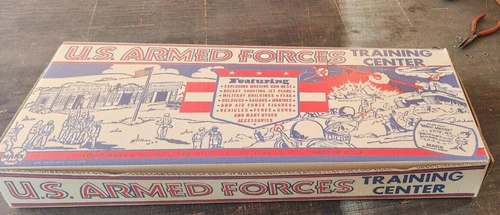 U.S. ARMED FORCES
TRAINING
CENTER
Featuring
• EXPLODING MACHINE GUN NEST
• ROCKET SHOOTING JET PLANE •
MILITARY BUILDINGS • FLAG
• SOLDIERS • SAILORS • MARINES
AND AIR FORCE FIGURES
VEHICLES • FENCE • GUNS
AND MANY OTHER
ACCESSORIES
U.S. ARMED FORCES
TRAINING
CENTER